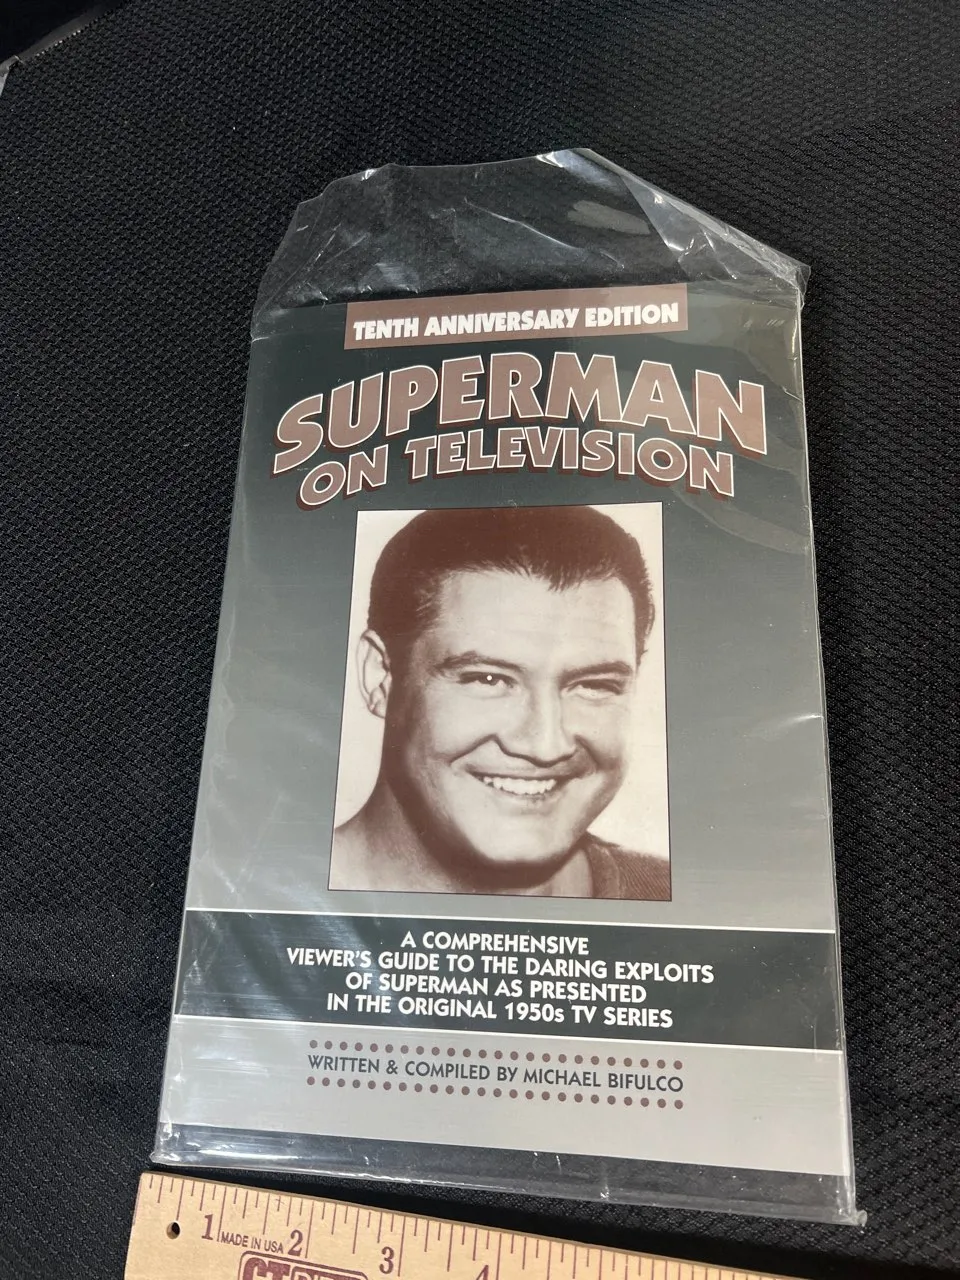 TENTH ANNIVERSARY EDITION
SUPERMAN
ON TELEVISION
A COMPREHENSIVE
VIEWER'S GUIDE TO THE DARING EXPLOITS
OF SUPERMAN AS PRESENTED
IN THE ORIGINAL 1950s TV SERIES
WRITTEN & COMPILED BY MICHAEL BIFULCO
1 MADE IN USA 2 3 4